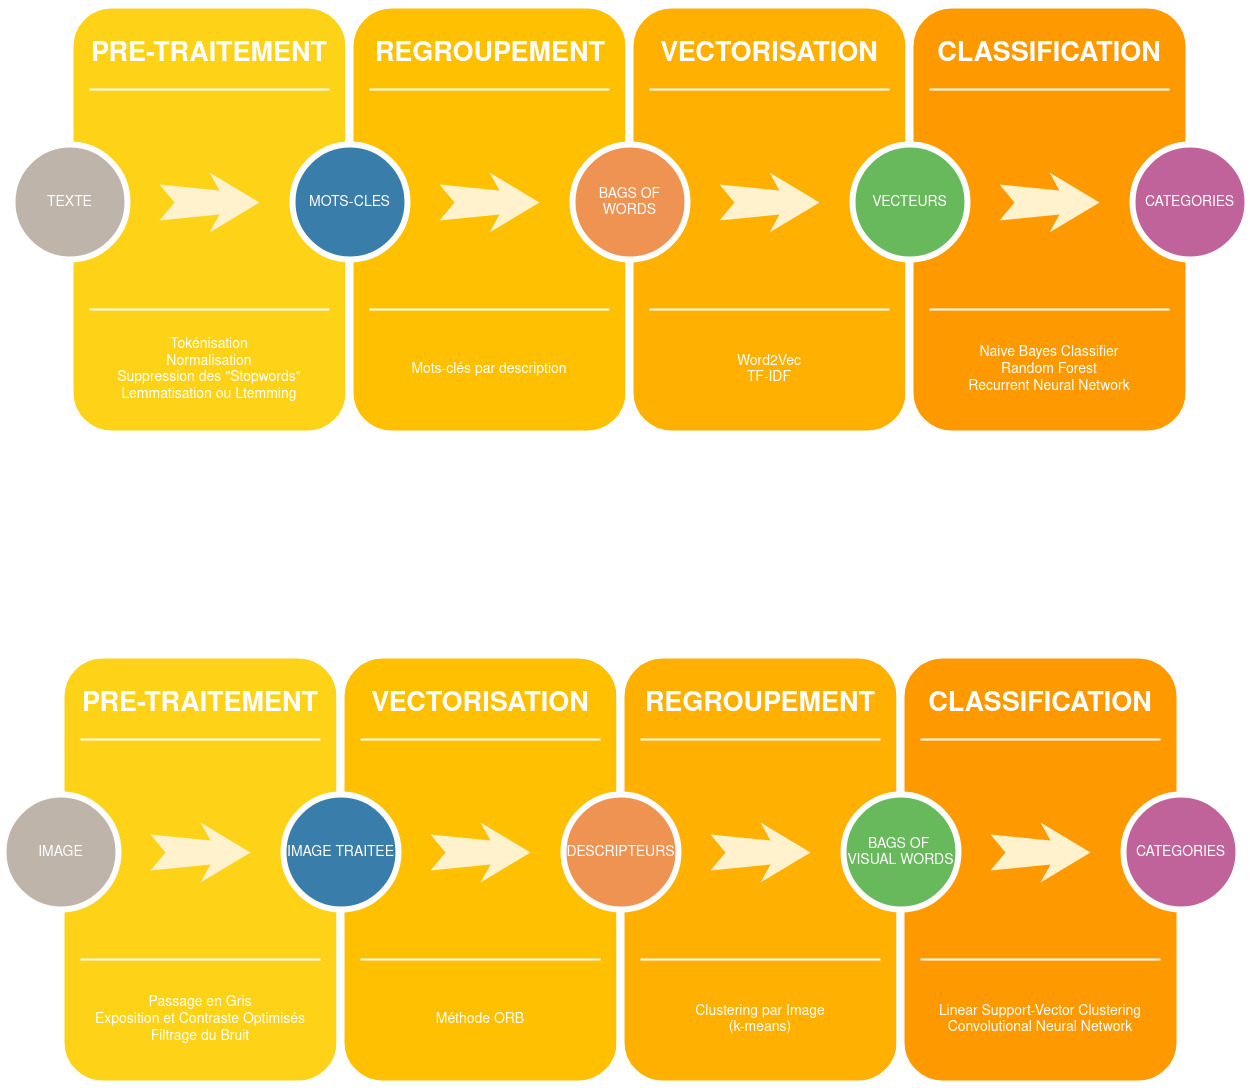 PRE-TRAITEMENT
REGROUPEMENT
VECTORISATION
CLASSIFICATION
TEXTE
MOTS-CLES
BAGS OF
WORDS
VECTEURS
CATEGORIES
Tokénisation
Normalisation
Suppression des "Stopwords"
Lemmatisation ou Ltemming
Mots-clés par description
Word2Vec
TF-IDF
Naive Bayes Classifier
Random Forest
Recurrent Neural Network
PRE-TRAITEMENT
VECTORISATION
REGROUPEMENT
CLASSIFICATION
IMAGE
IMAGE TRAITEE
DESCRIPTEURS
BAGS OF
VISUAL WORDS
CATEGORIES
Passage en Gris
Exposition et Contraste Optimisés
Filtrage du Bruit
Méthode ORB
Clustering par Image
(k-means)
Linear Support-Vector Clustering
Convolutional Neural Network